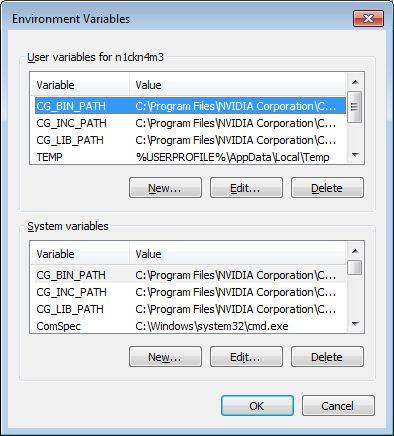 Environment Variables
User variables for n1ckn4m3
Variable Value
CG_BIN_PATH C:\Program Files\NVIDIA Corporation\C...
CG_INC_PATH C:\Program Files\NVIDIA Corporation\C...
CG_LIB_PATH C:\Program Files\NVIDIA Corporation\C...
TEMP %USERPROFILE%\AppData\Local\Temp
New... Edit... Delete
System variables
Variable Value
CG_BIN_PATH C:\Program Files\NVIDIA Corporation\C...
CG_INC_PATH C:\Program Files\NVIDIA Corporation\C...
CG_LIB_PATH C:\Program Files\NVIDIA Corporation\C...
ComSpec C:\Windows\system32\cmd.exe
New... Edit... Delete
OK Cancel